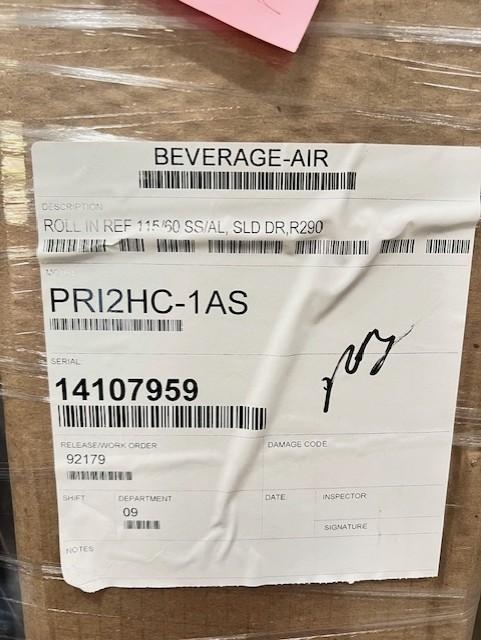 BEVERAGE-AIR
DESCRIPTION
ROLL IN REF 115/60 SS/AL, SLD DR,R290
PRI2HC-1AS
SERIAL
14107959
RELEASE/WORK ORDER
92179
DAMAGE CODE
SHIFT
DEPARTMENT
09
DATE
INSPECTOR
SIGNATURE
NOTES